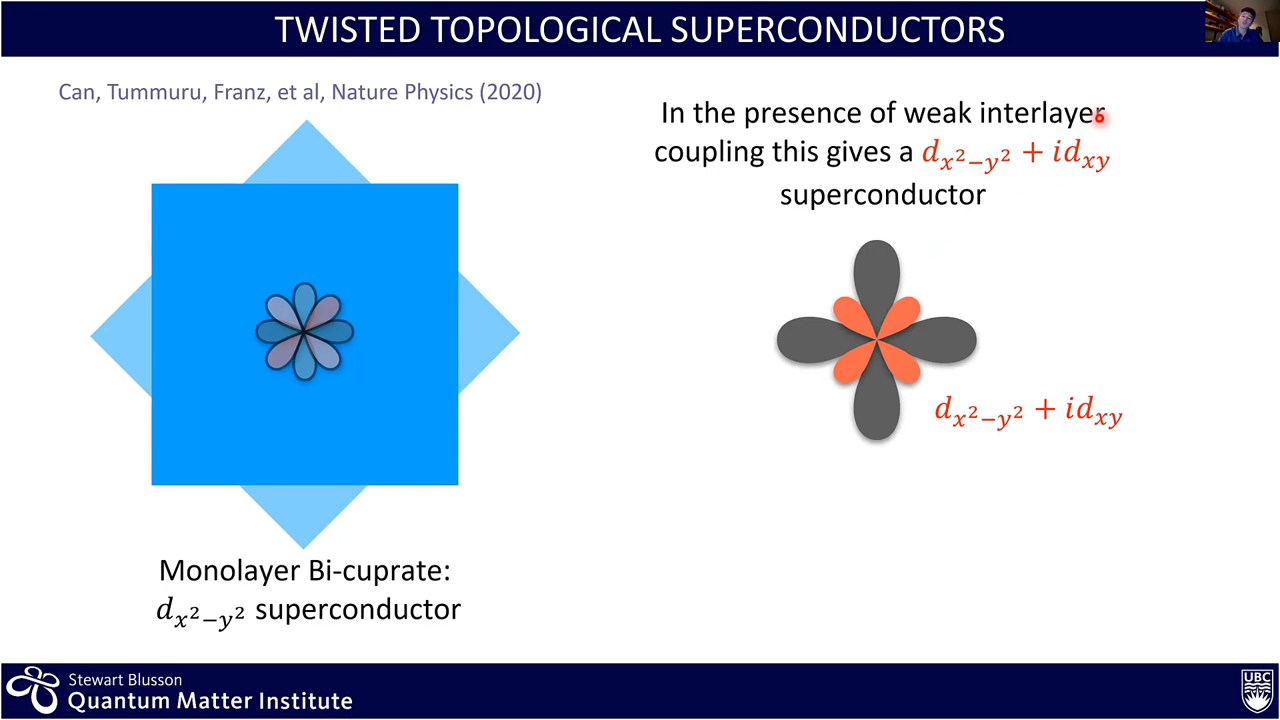 TWISTED TOPOLOGICAL SUPERCONDUCTORS
Can, Tummuru, Franz, et al, Nature Physics (2020)
In the presence of weak interlayer
coupling this gives a $d_{x^2-y^2} + id_{xy}$
superconductor
$d_{x^2-y^2} + id_{xy}$
Monolayer Bi-cuprate:
$d_{x^2-y^2}$ superconductor
Stewart Blusson
Quantum Matter Institute
UBC